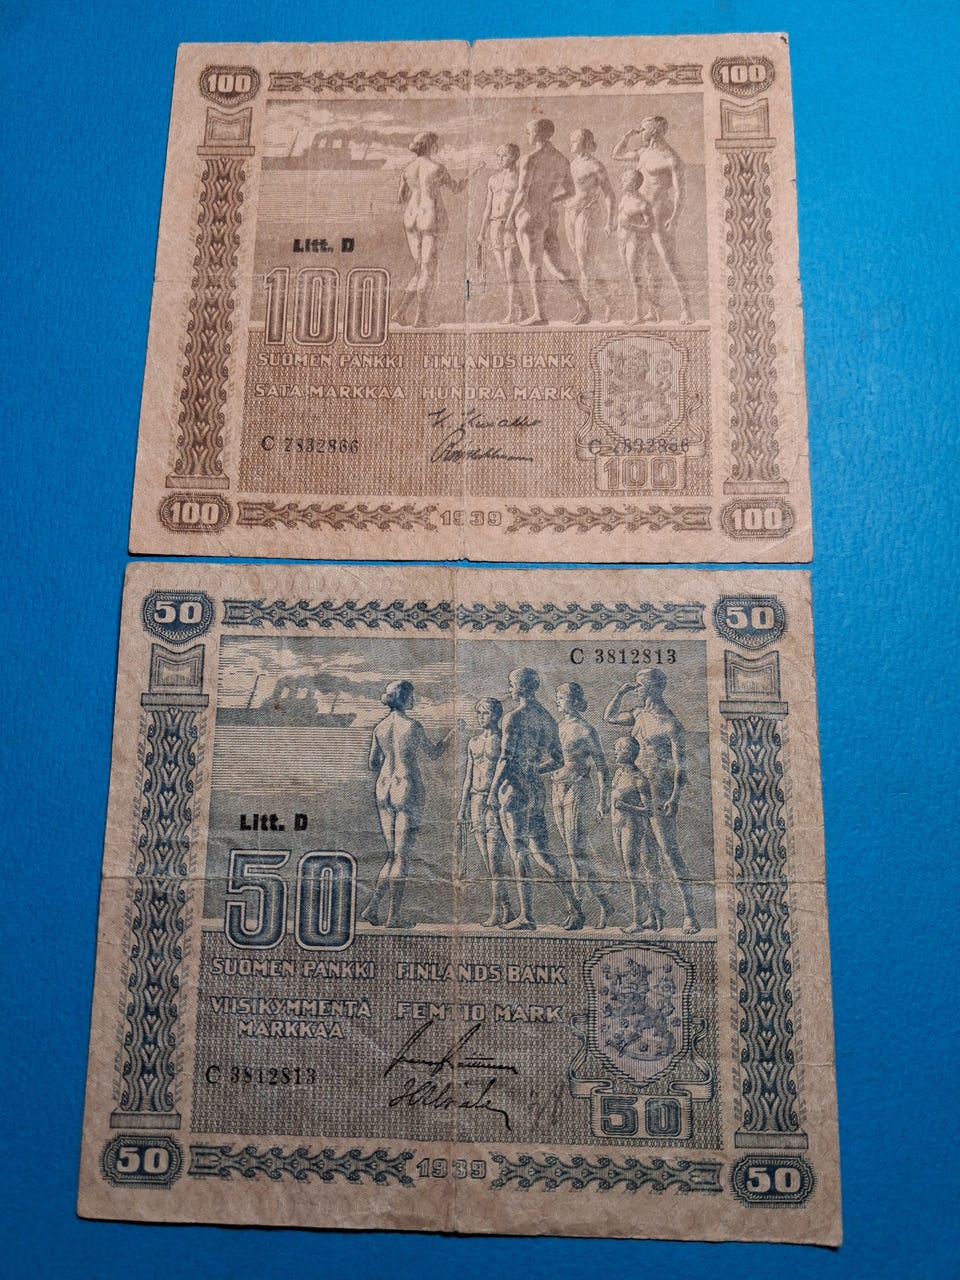 100 100
Litt. D
100
SUOMEN PANKKI FINLANDS BANK
SATA MARKKAA HUNDRA MARK
C 7832866 C 7832866
100
100 1939 100
50 50
C 3812813
Litt. D
50
SUOMEN PANKKI FINLANDS BANK
VIISIKYMMENTÄ FEMTIO MARK
MARKKAA
C 3812813
50
50 1939 50